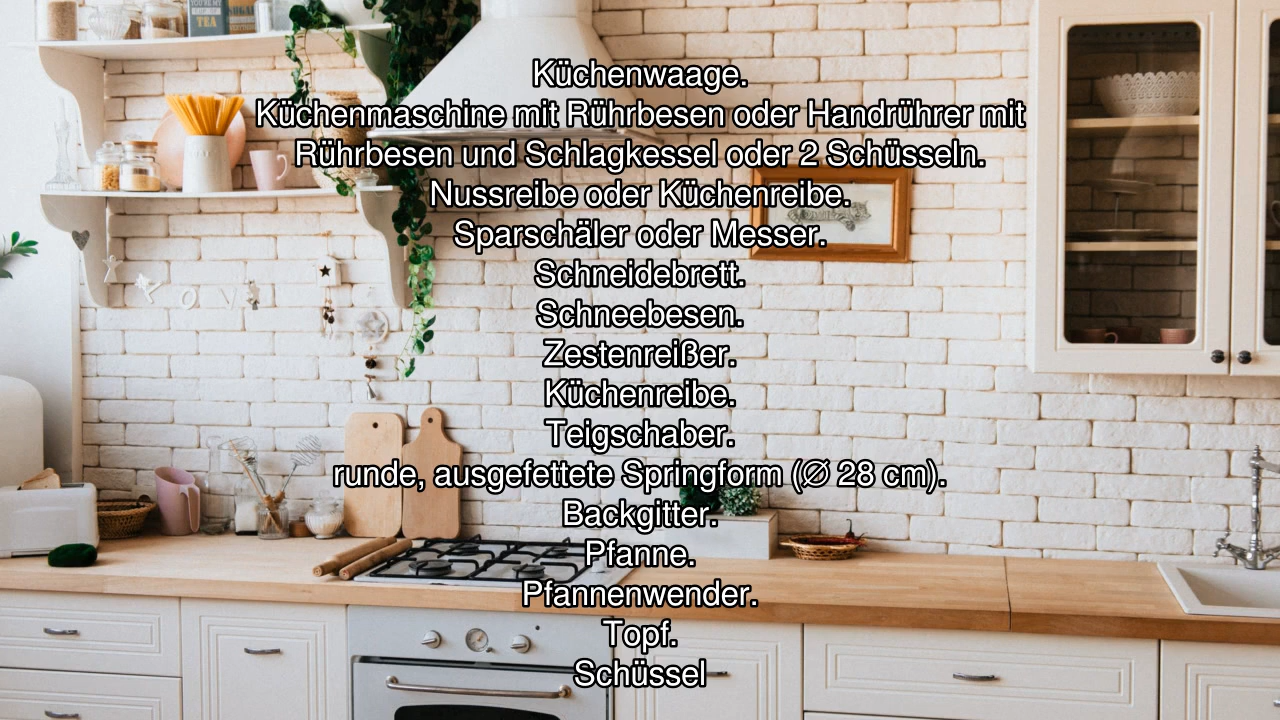 TEA
Küchenwaage.
Küchenmaschine mit Rührbesen oder Handrührer mit
Rührbesen und Schlagkessel oder 2 Schüsseln.
Nussreibe oder Küchenreibe.
Sparschäler oder Messer.
Schneidebrett.
Schneebesen.
Zestenreißer.
Küchenreibe.
Teigschaber.
runde, ausgefettete Springform (∅ 28 cm).
Backgitter.
Pfanne.
Pfannenwender.
Topf.
Schüssel